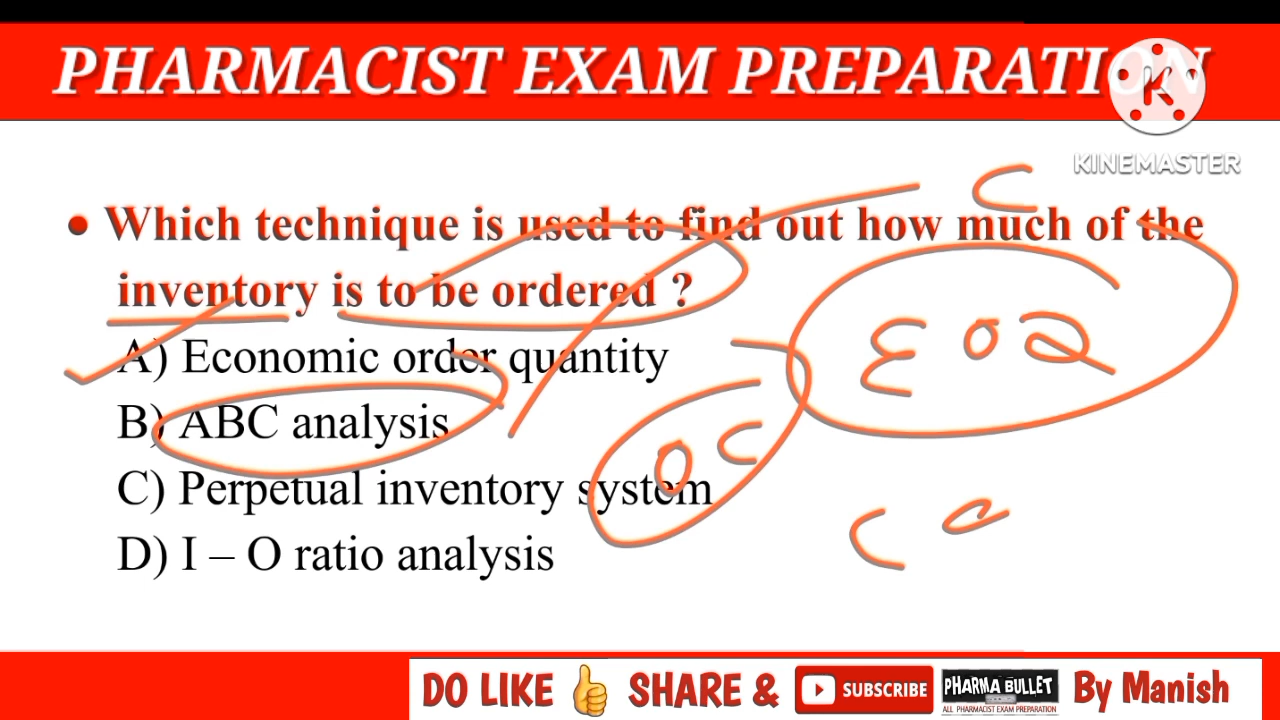 PHARMACIST EXAM PREPARATION
K
KINEMASTER
C
• Which technique is used to find out how much of the
inventory is to be ordered ?
A) Economic order quantity
EOQ
B) ABC analysis
OC
C) Perpetual inventory system
C
D) I – O ratio analysis
DO LIKE SHARE & SUBSCRIBE PHARMA BULLET By Manish
ALL PHARMACIST EXAM PREPARATION